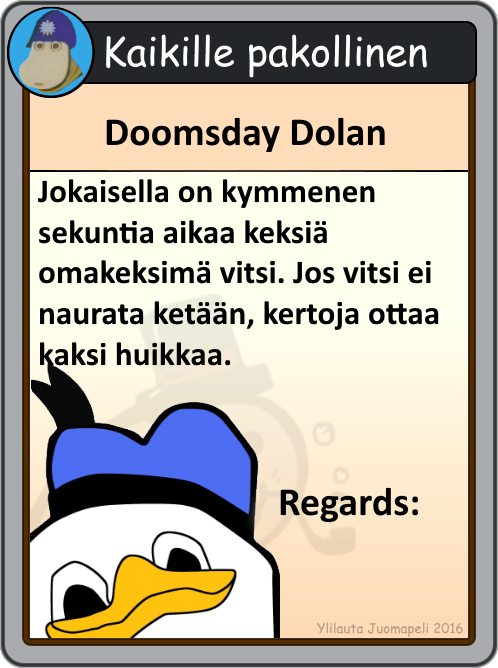 Kaikille pakollinen
Doomsday Dolan
Jokaisella on kymmenen
sekuntia aikaa keksiä
omakeksimä vitsi. Jos vitsi ei
naurata ketään, kertoja ottaa
kaksi huikkaa.
Regards:
Ylilauta Juomapeli 2016